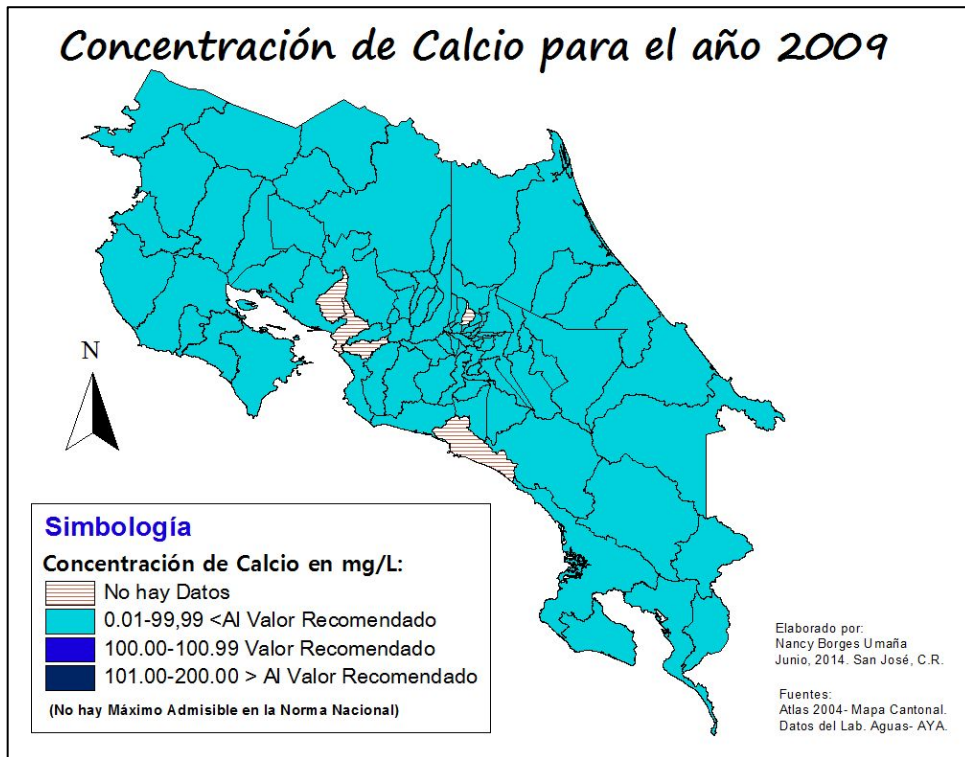 Concentración de Calcio para el año 2009
N
Simbología
Concentración de Calcio en mg/L:
No hay Datos
0.01-99,99 <Al Valor Recomendado
100.00-100.99 Valor Recomendado
101.00-200.00 > Al Valor Recomendado
(No hay Máximo Admisible en la Norma Nacional)
Elaborado por:
Nancy Borges Umaña
Junio, 2014. San José, C.R.
Fuentes:
Atlas 2004- Mapa Cantonal.
Datos del Lab. Aguas- AYA.